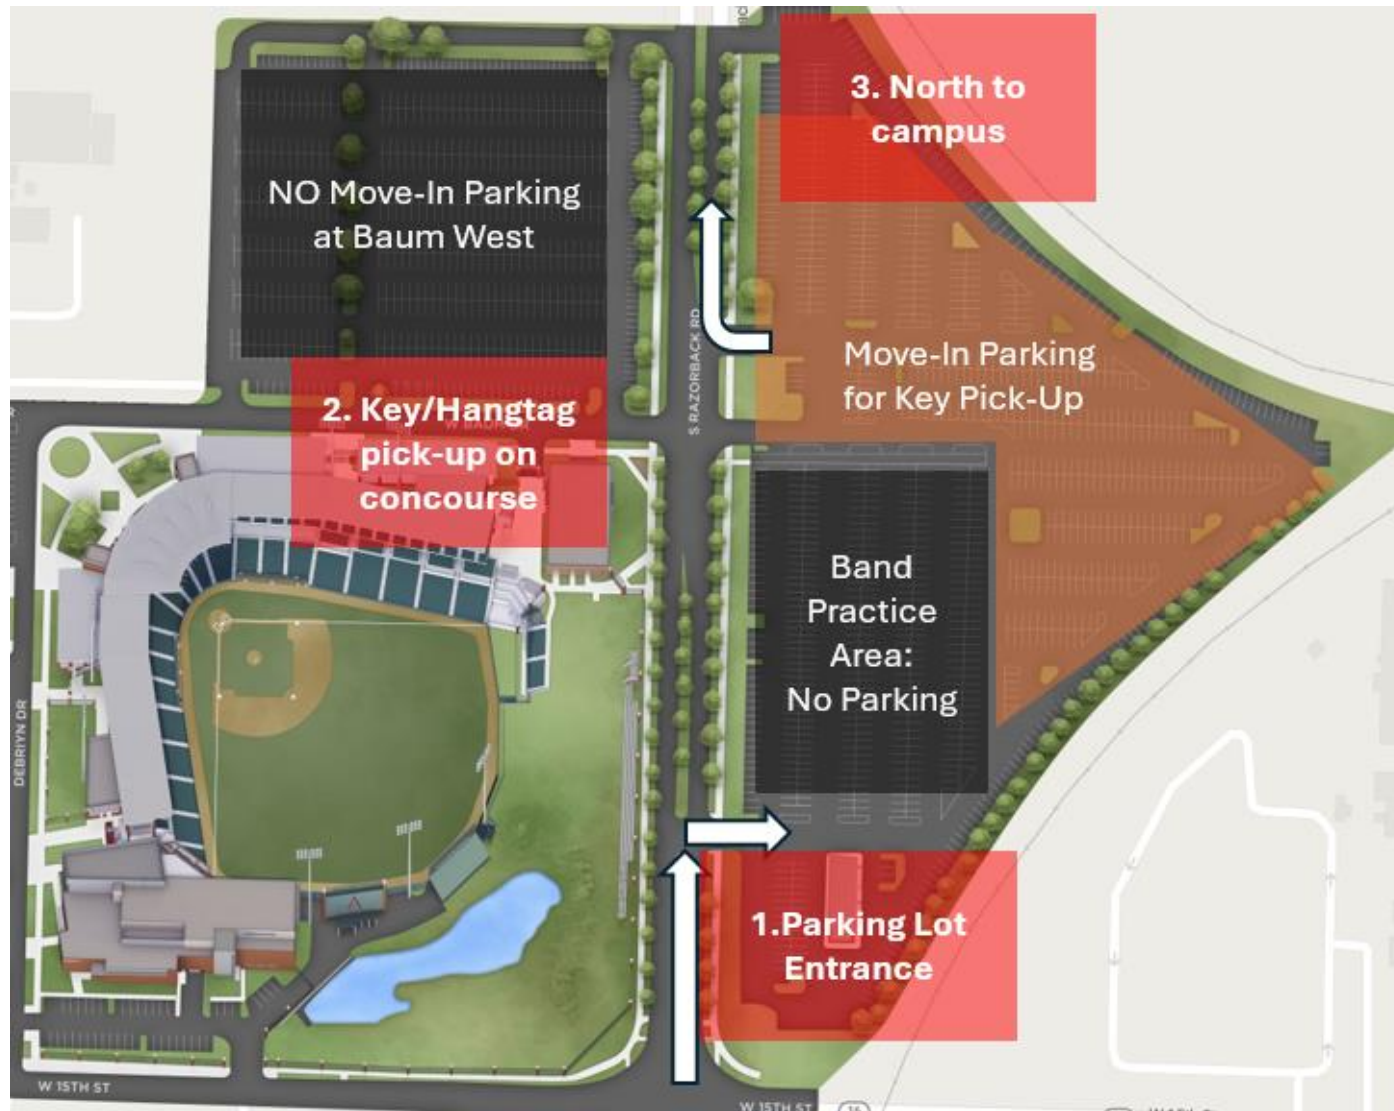 3. North to
campus
NO Move-In Parking
at Baum West
S RAZORBACK RD
Move-In Parking
for Key Pick-Up
2. Key/Hangtag
pick-up on
concourse
Band
Practice
Area:
No Parking
DEBRIYN DR
1.Parking Lot
Entrance
W 15TH ST
W 15TH ST
16